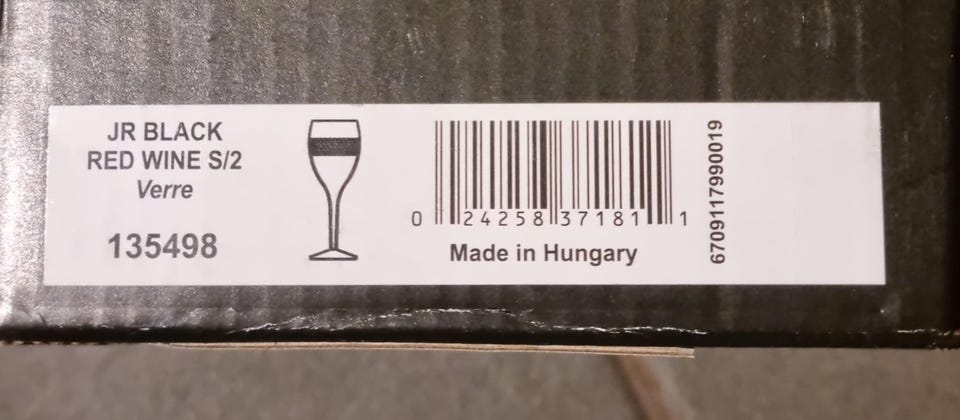 JR BLACK
RED WINE S/2
Verre
135498
0 24258 37181 1
Made in Hungary
6709117990019